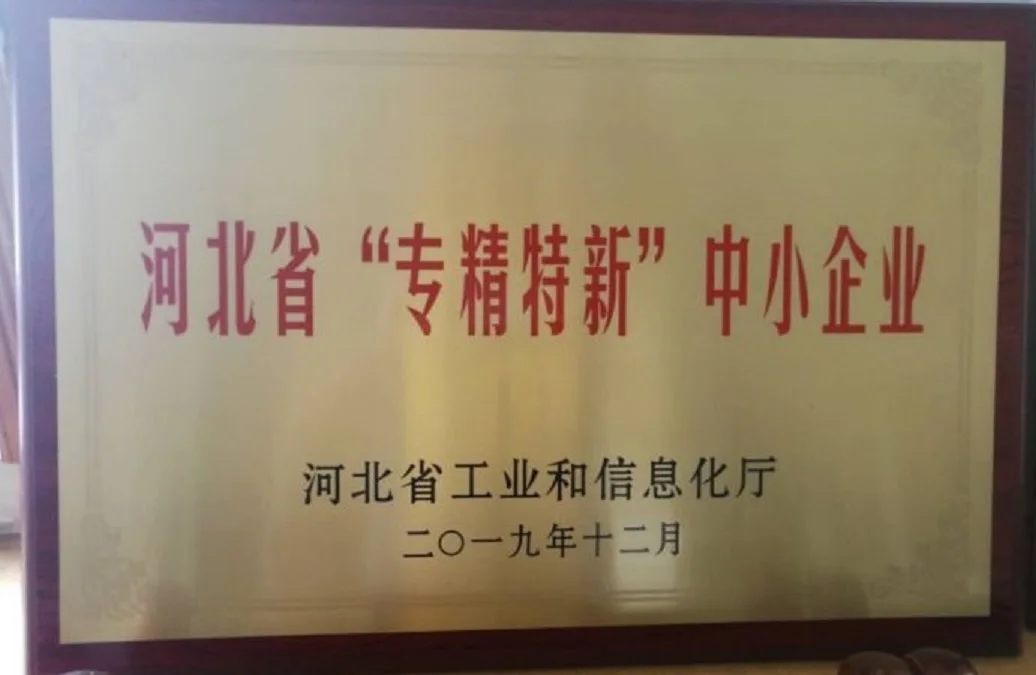 河北省“专精特新”中小企业
河北省工业和信息化厅
二〇一九年十二月